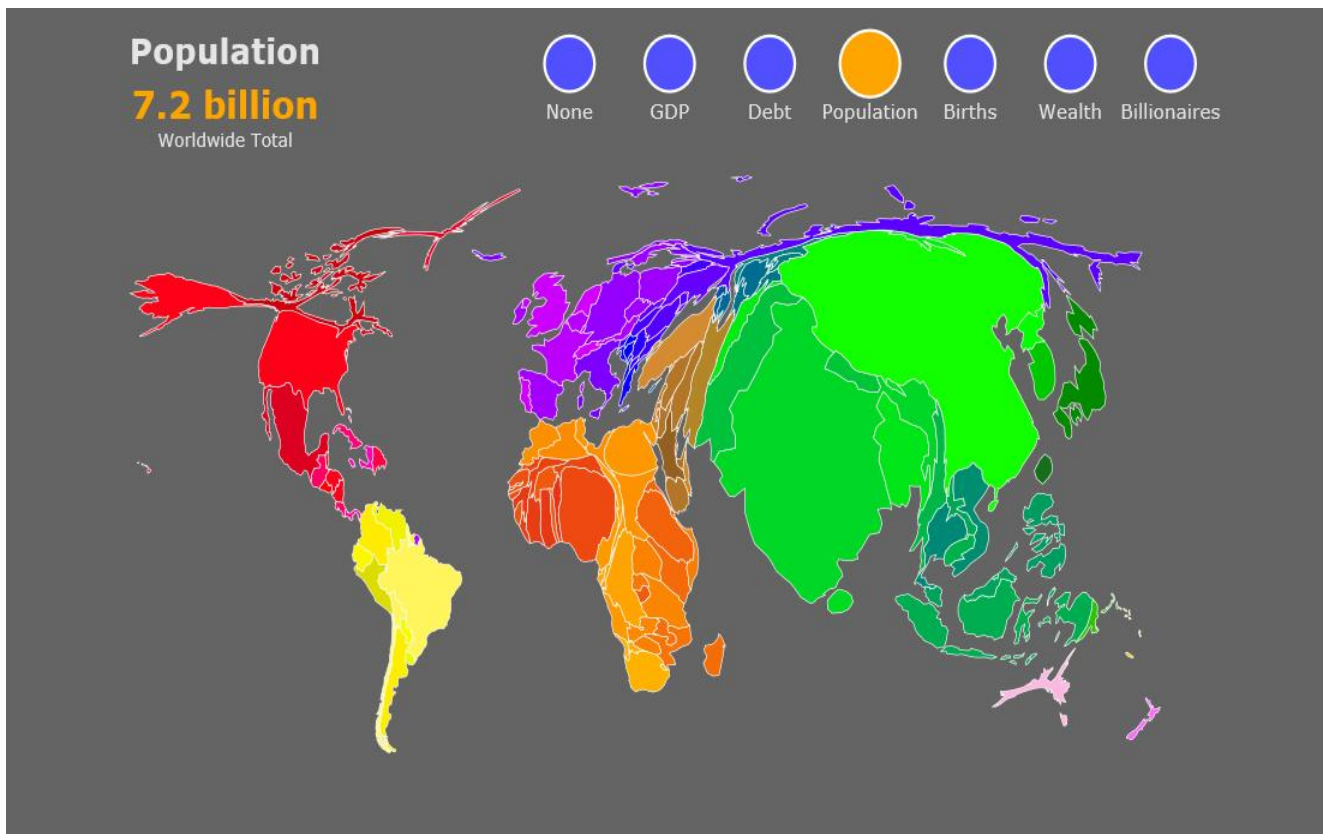 Population
7.2 billion
Worldwide Total
None
GDP
Debt
Population
Births
Wealth
Billionaires